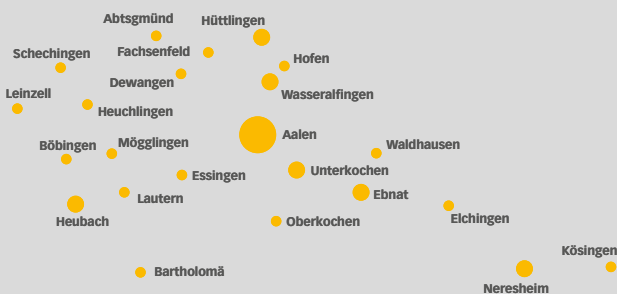 Abtsgmünd
Hüttlingen
Schechingen
Fachsenfeld
Hofen
Dewangen
Leinzell
Wasseralfingen
Heuchlingen
Aalen
Böbingen
Mögglingen
Waldhausen
Essingen
Unterkochen
Lautern
Ebnat
Heubach
Oberkochen
Elchingen
Kösingen
Bartholomä
Neresheim